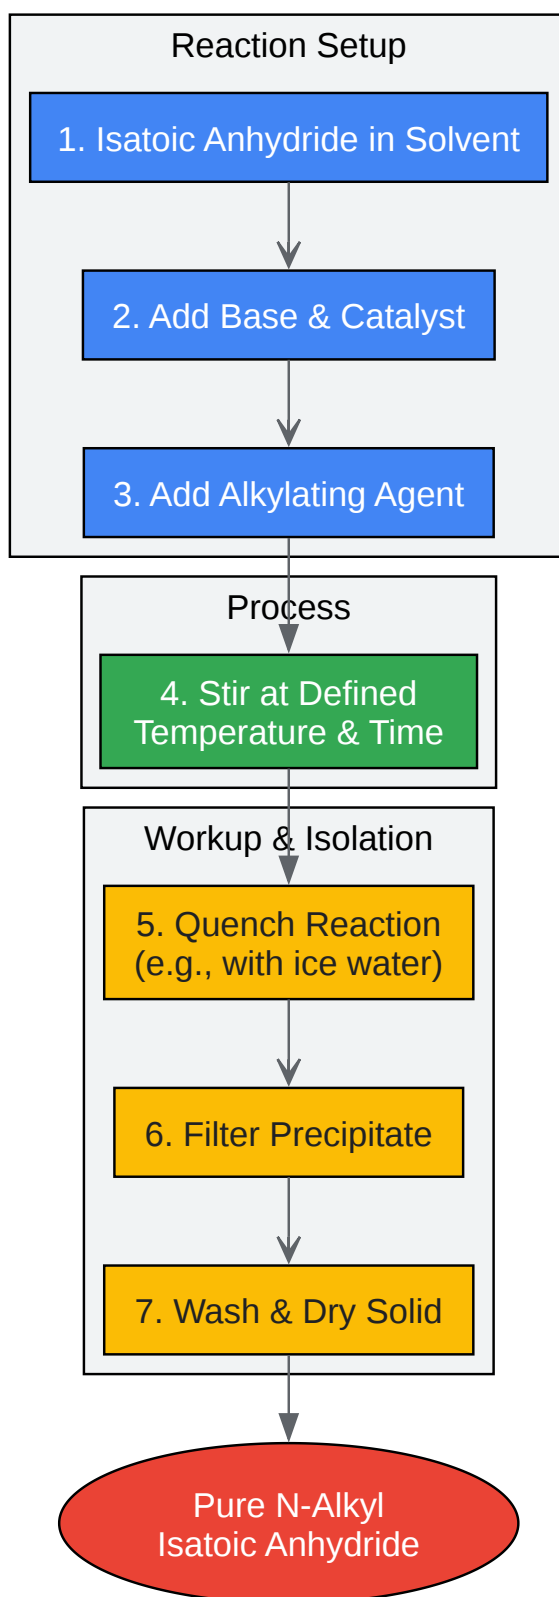 Reaction Setup
1. Isatoic Anhydride in Solvent
2. Add Base & Catalyst
3. Add Alkylating Agent
Process
4. Stir at Defined
Temperature & Time
Workup & Isolation
5. Quench Reaction
(e.g., with ice water)
6. Filter Precipitate
7. Wash & Dry Solid
Pure N-Alkyl
Isatoic Anhydride